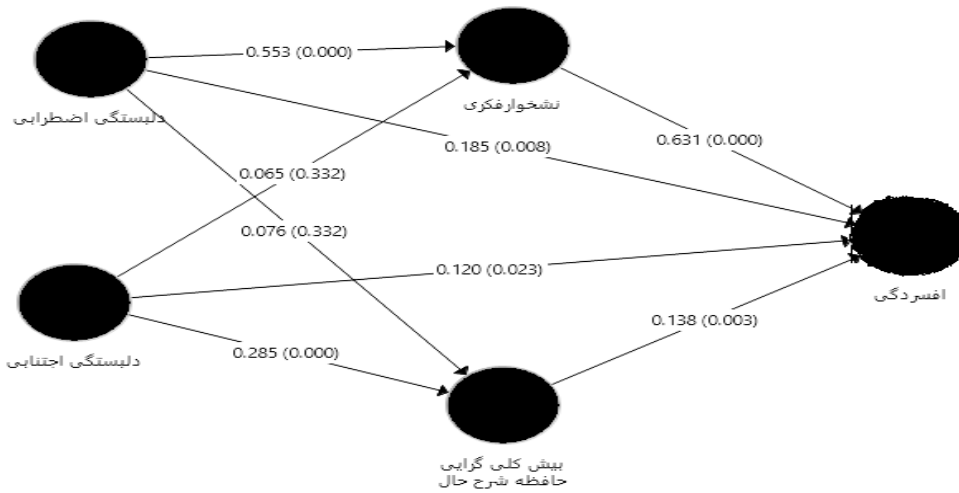 0.553 (0.000)
نشخوارفکری
دلبستگی اضطرابی
0.631 (0.000)
0.185 (0.008)
0.065 (0.332)
0.076 (0.332)
0.120 (0.023)
افسردگی
0.138 (0.003)
0.285 (0.000)
دلبستگی اجتنابی
بیش کلی گرایی
حافظه شرح حال